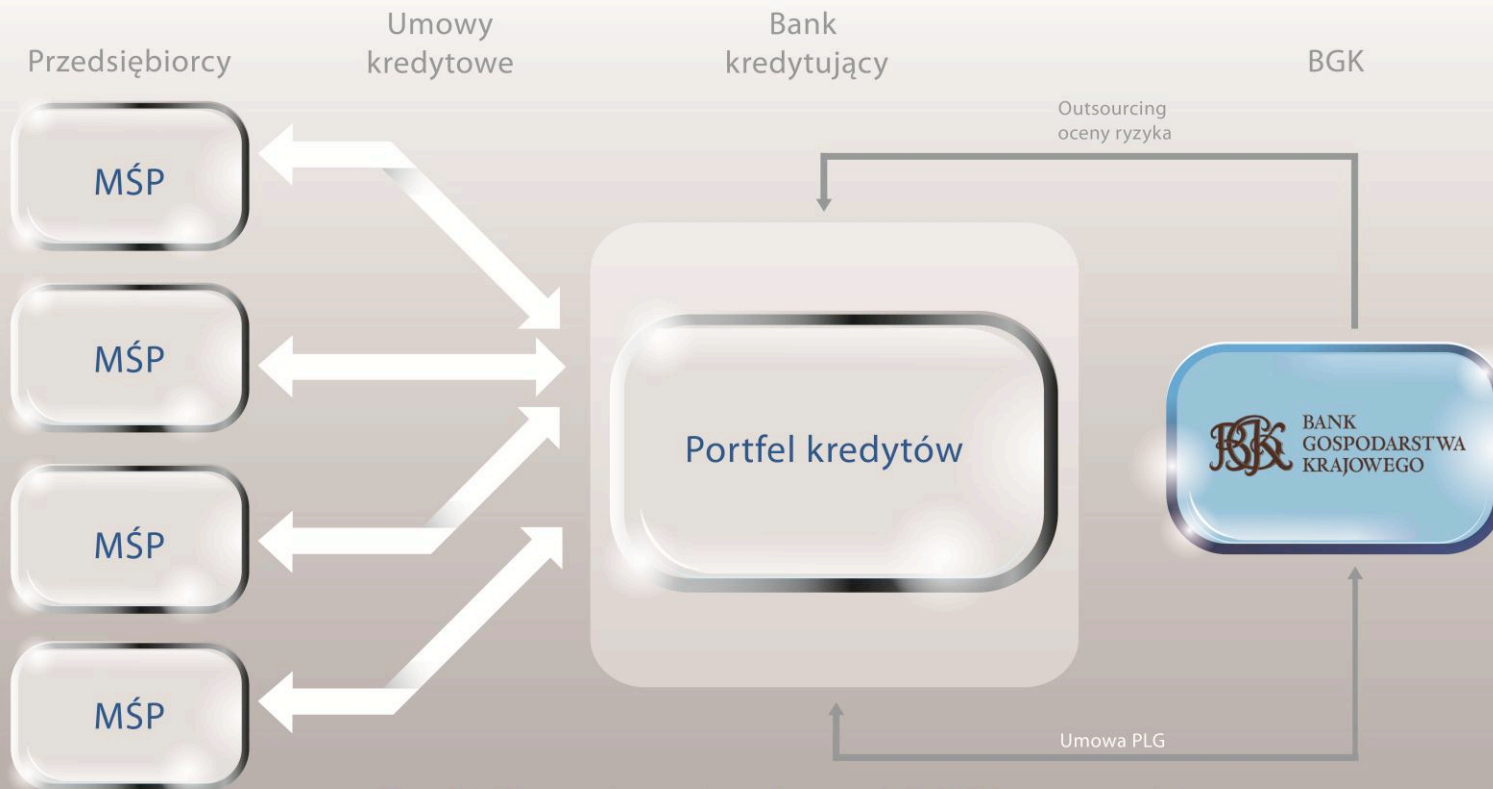 Przedsiębiorcy
Umowy
kredytowe
Bank
kredytujący
BGK
Outsourcing
oceny ryzyka
MŚP
MŚP
MŚP
MŚP
Portfel kredytów
BGK
BANK
GOSPODARSTWA
KRAJOWEGO
Umowa PLG